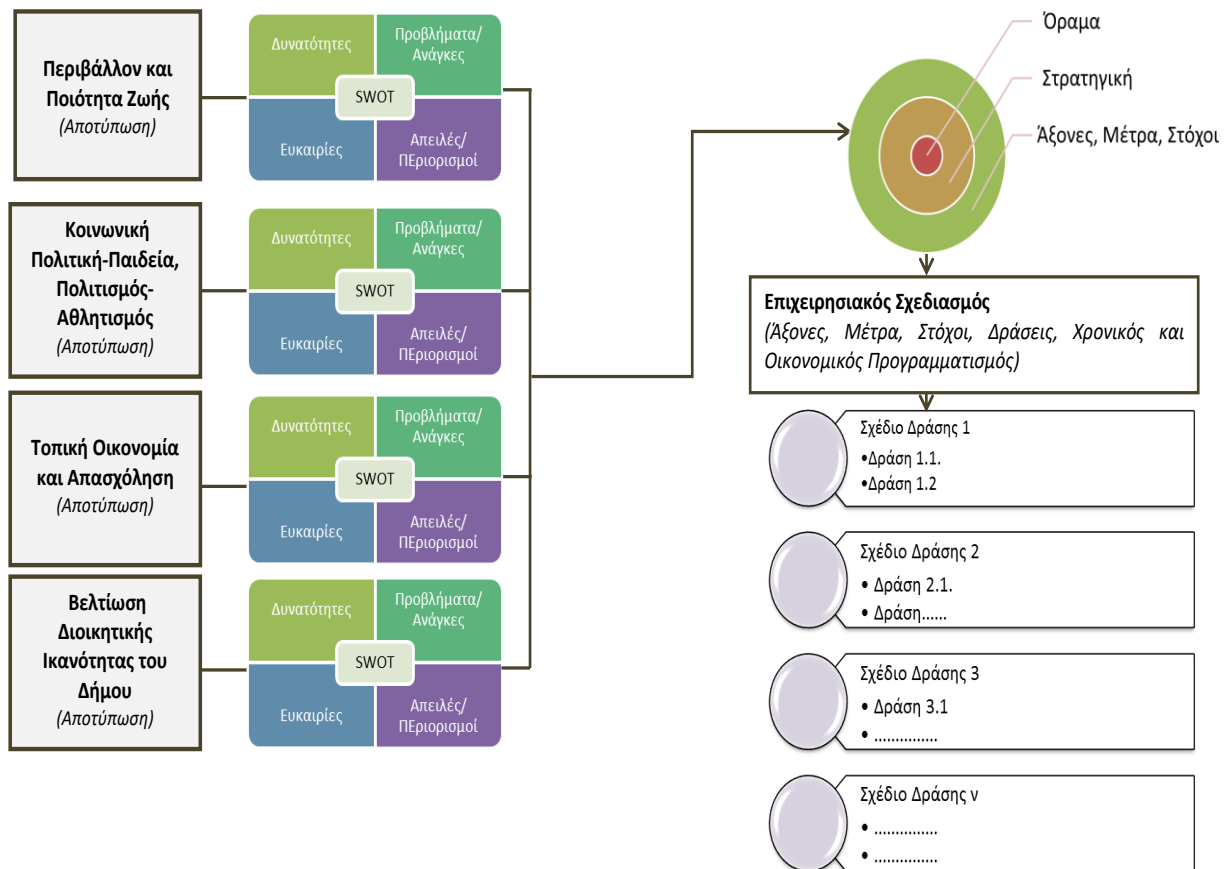 Περιβάλλον και
Ποιότητα Ζωής
(Αποτύπωση)
Δυνατότητες
Προβλήματα/
Ανάγκες
SWOT
Ευκαιρίες
Απειλές/
ΠΕριορισμοί
Κοινωνική
Πολιτική-Παιδεία,
Πολιτισμός-
Αθλητισμός
(Αποτύπωση)
Δυνατότητες
Προβλήματα/
Ανάγκες
SWOT
Ευκαιρίες
Απειλές/
ΠΕριορισμοί
Τοπική Οικονομία
και Απασχόληση
(Αποτύπωση)
Δυνατότητες
Προβλήματα/
Ανάγκες
SWOT
Ευκαιρίες
Απειλές/
ΠΕριορισμοί
Βελτίωση
Διοικητικής
Ικανότητας του
Δήμου
(Αποτύπωση)
Δυνατότητες
Προβλήματα/
Ανάγκες
SWOT
Ευκαιρίες
Απειλές/
ΠΕριορισμοί
Όραμα
Στρατηγική
Άξονες, Μέτρα, Στόχοι
Επιχειρησιακός Σχεδιασμός
(Άξονες, Μέτρα, Στόχοι, Δράσεις, Χρονικός και
Οικονομικός Προγραμματισμός)
Σχέδιο Δράσης 1
•Δράση 1.1.
•Δράση 1.2
Σχέδιο Δράσης 2
• Δράση 2.1.
• Δράση......
Σχέδιο Δράσης 3
• Δράση 3.1
• ...............
Σχέδιο Δράσης ν
• ...............
• ...............